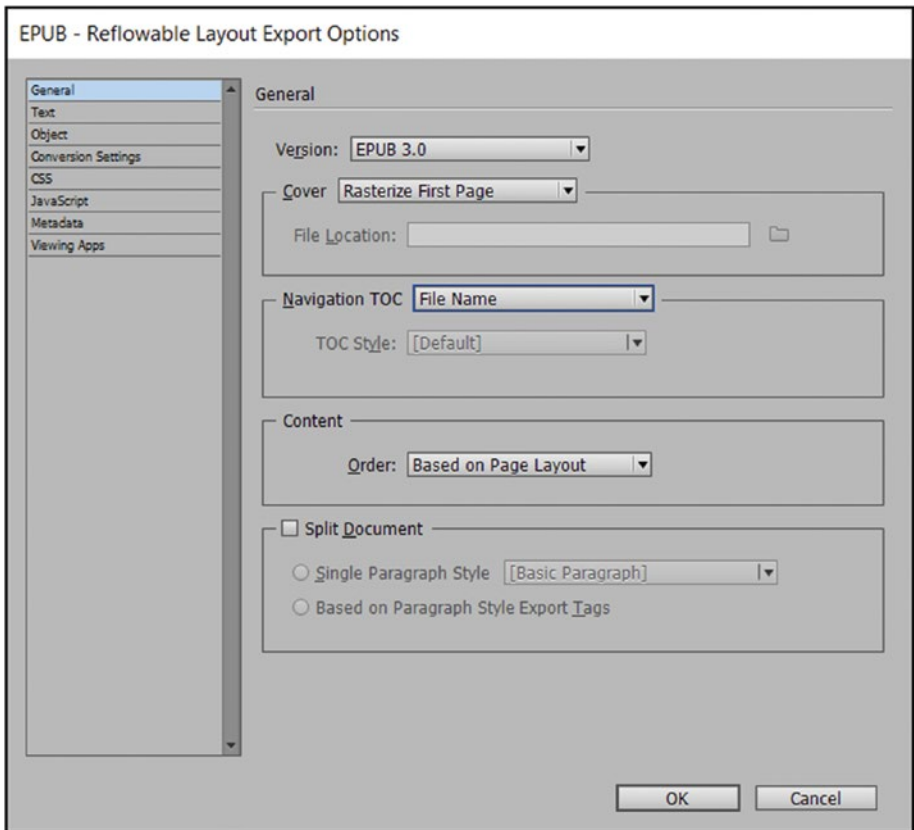 EPUB - Reflowable Layout Export Options
General
Text
Object
Conversion Settings
CSS
JavaScript
Metadata
Viewing Apps
General
Version: EPUB 3.0
Cover Rasterize First Page
File Location:
Navigation TOC File Name
TOC Style: [Default]
Content
Order: Based on Page Layout
Split Document
Single Paragraph Style [Basic Paragraph]
Based on Paragraph Style Export Tags
OK Cancel